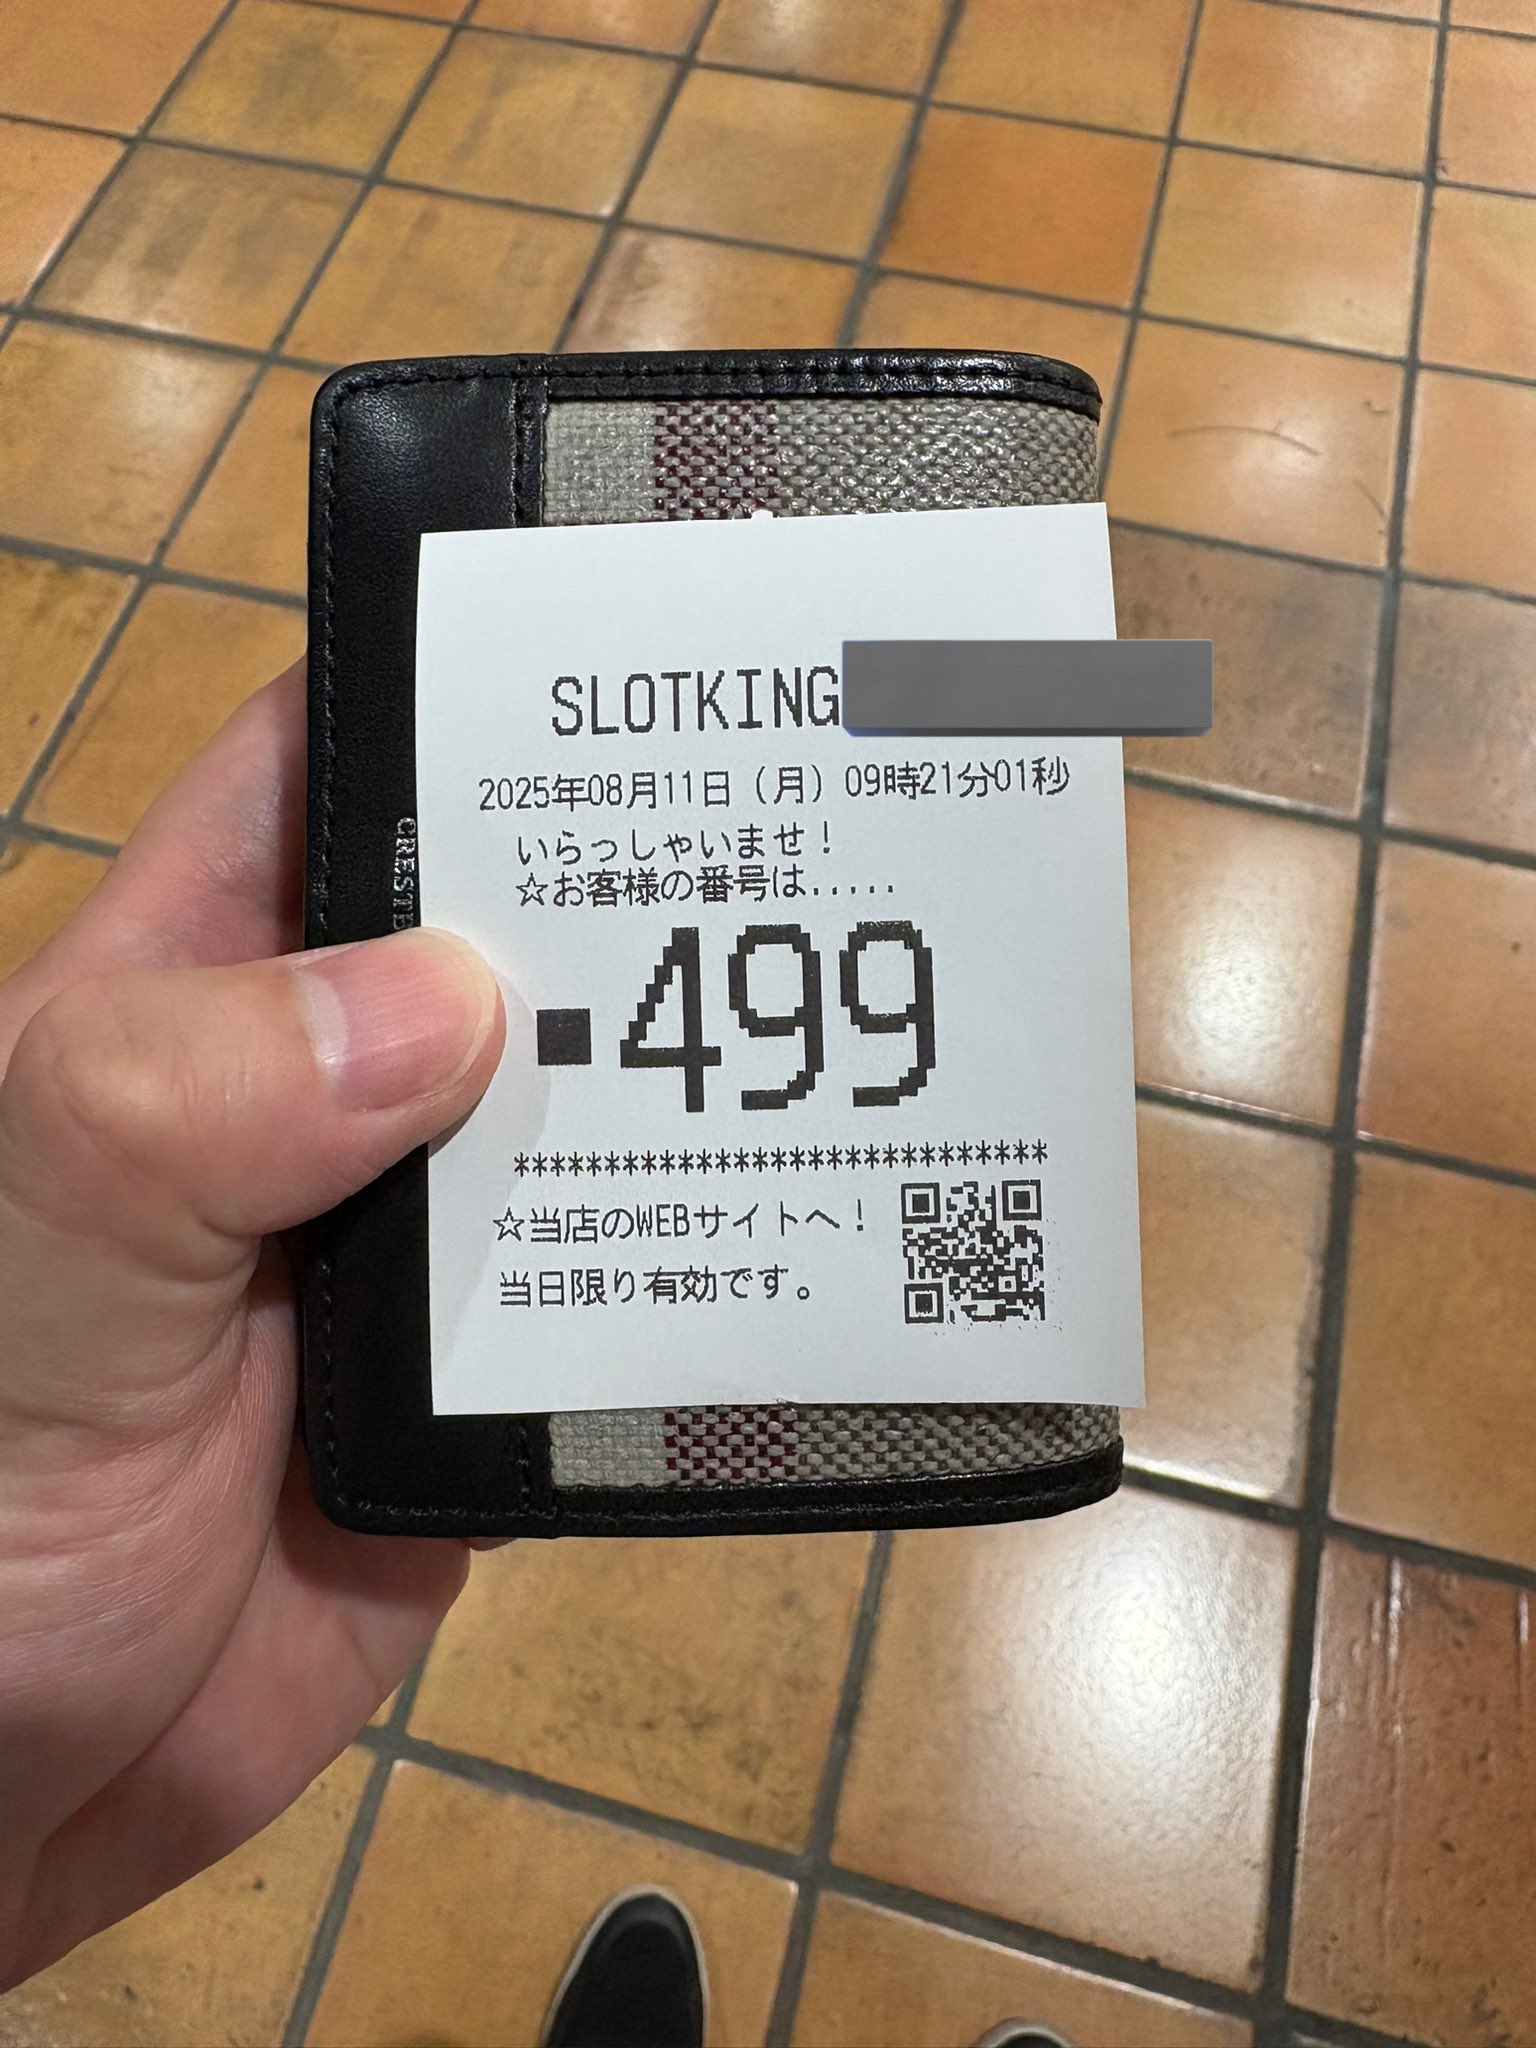 SLOTKING
2025年08月11日（月）09時21分01秒
いらっしゃいませ！
☆お客様の番号は.....
▪499
*****************************
☆当店のWEBサイトへ！
当日限り有効です。